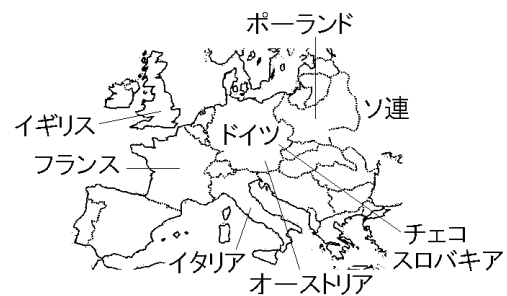 ポーランド
ソ連
イギリス
ドイツ
フランス
チェコ
スロバキア
イタリア
オーストリア